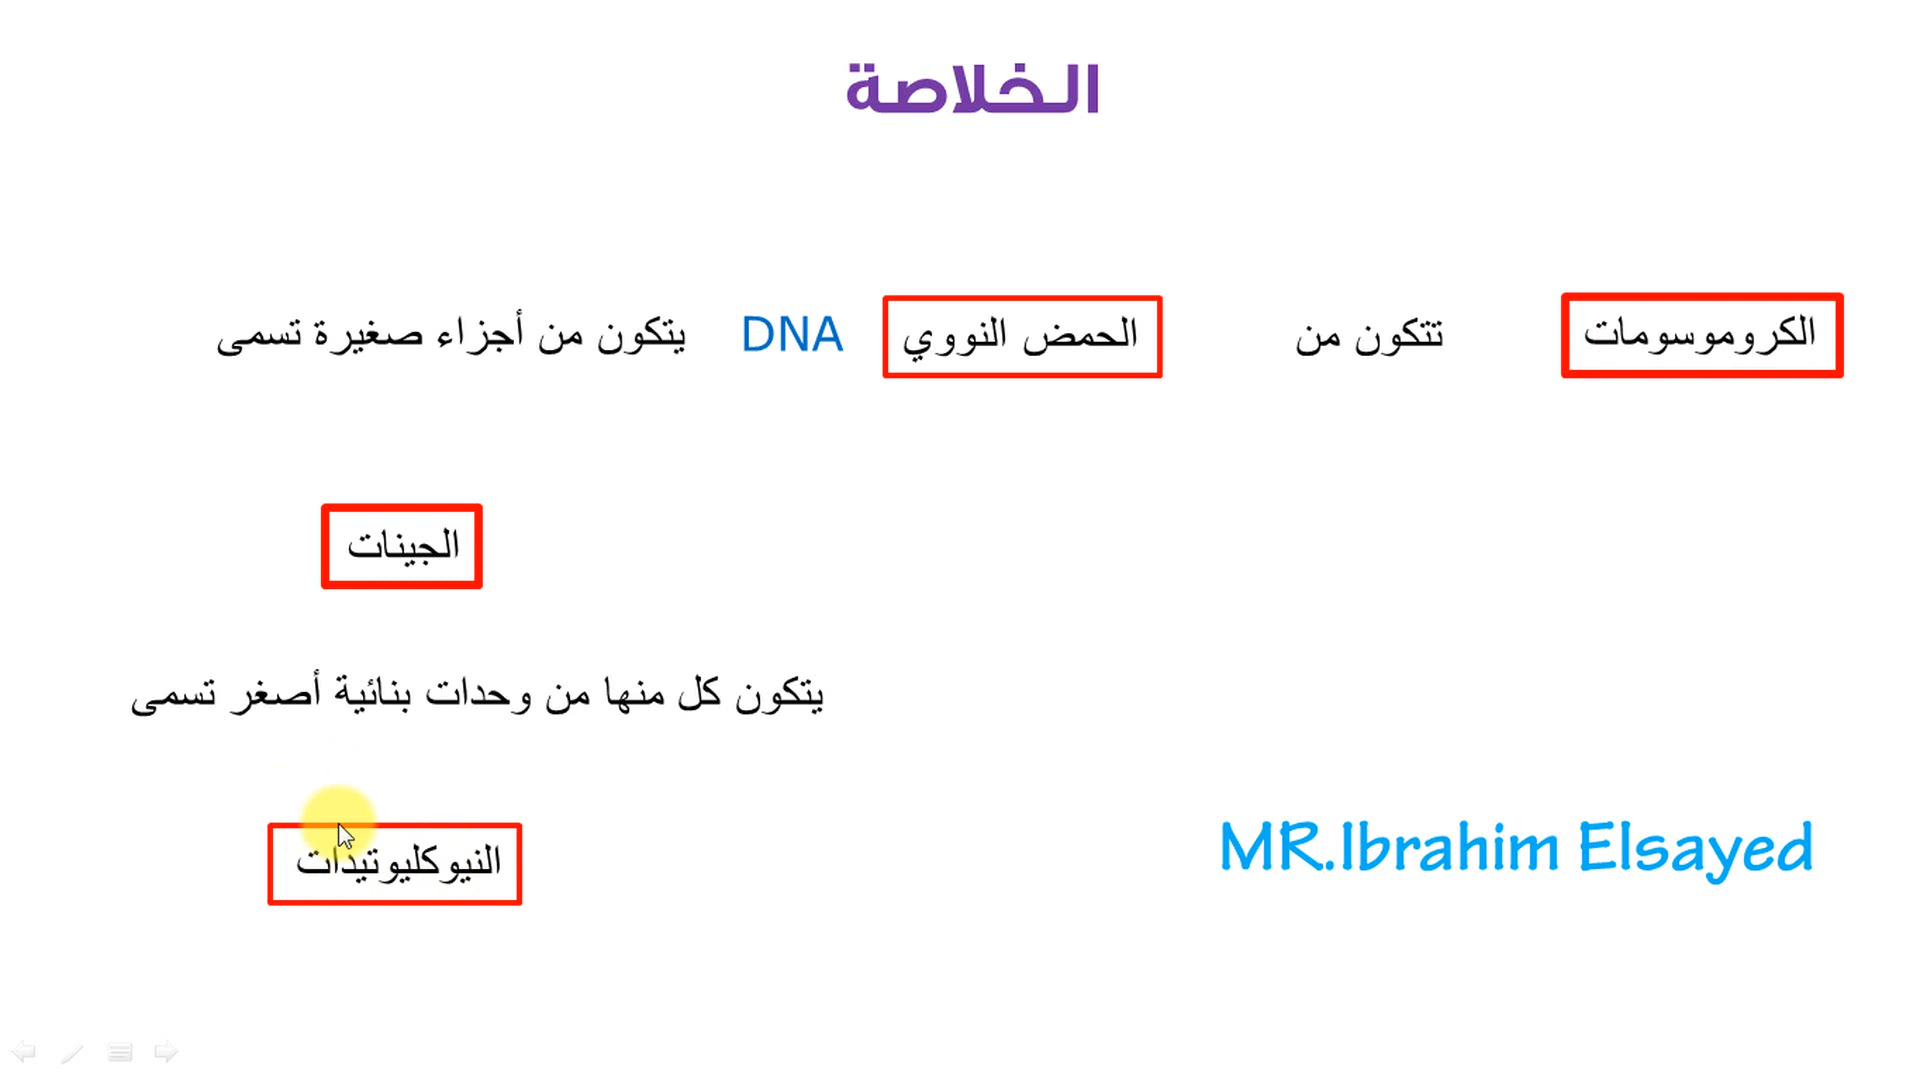 الخلاصة
الكروموسومات تتكون من الحمض النووي DNA يتكون من أجزاء صغيرة تسمى
الجينات
يتكون كل منها من وحدات بنائية أصغر تسمى
النيوكليوتيدات
MR.Ibrahim Elsayed